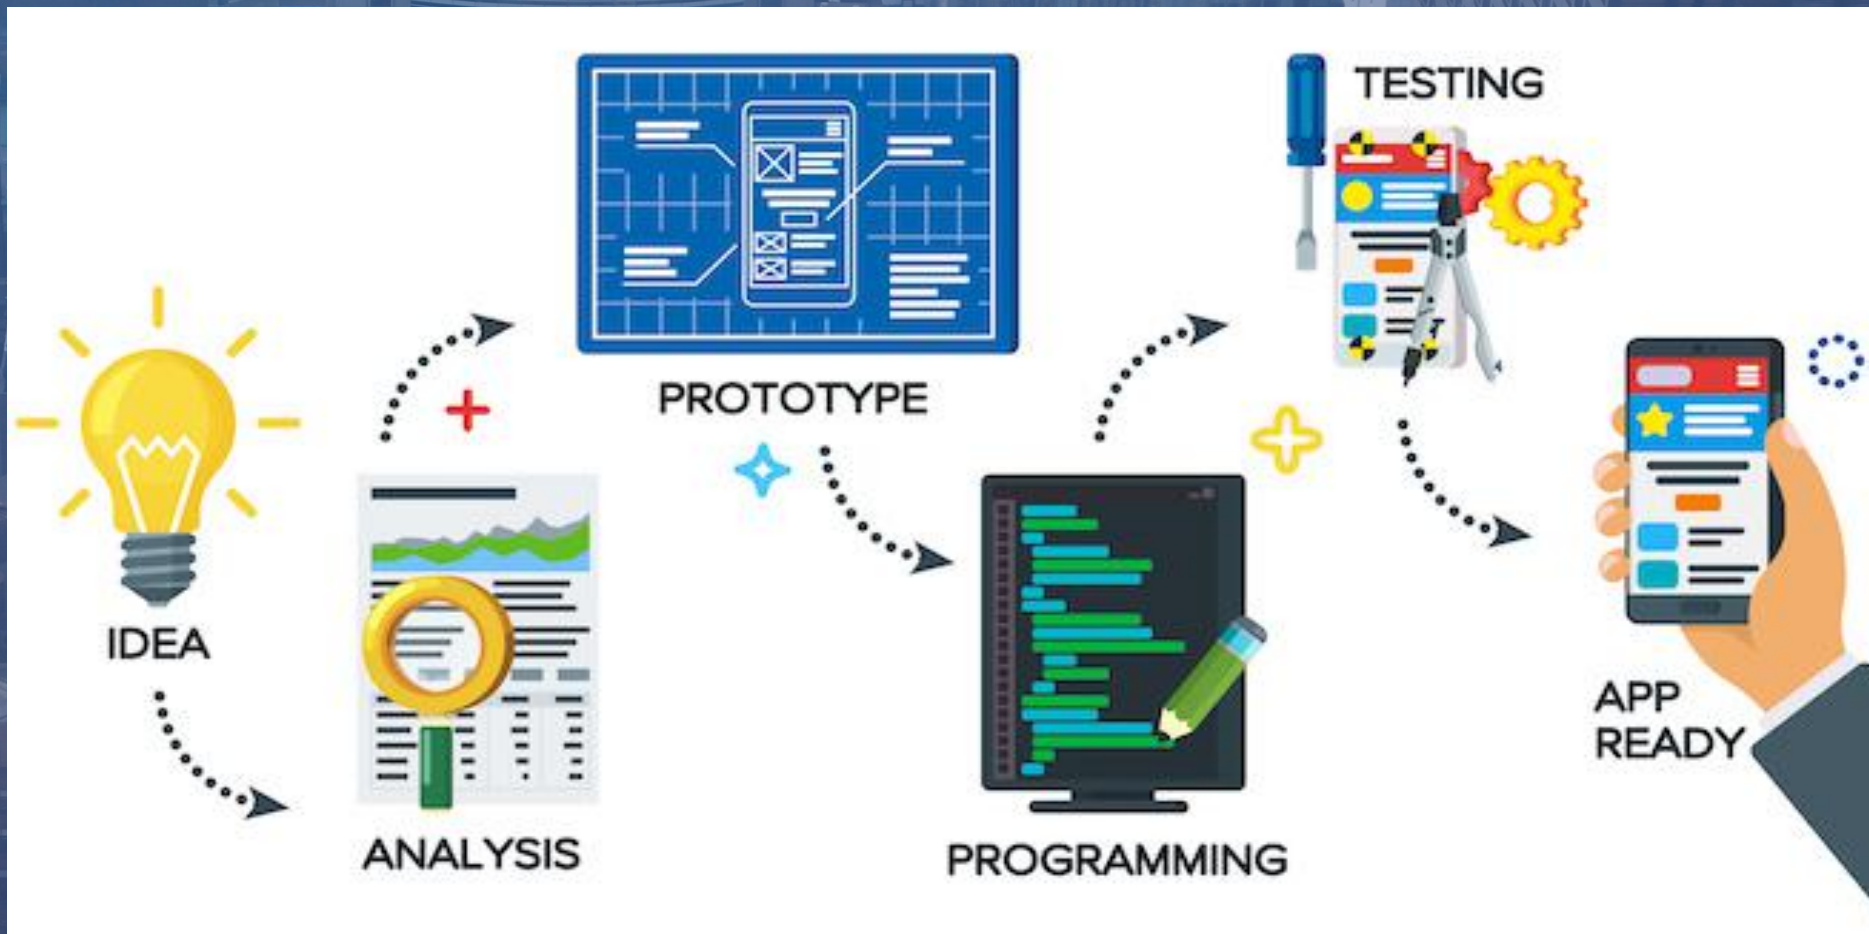 IDEA
ANALYSIS
PROTOTYPE
PROGRAMMING
TESTING
APP
READY